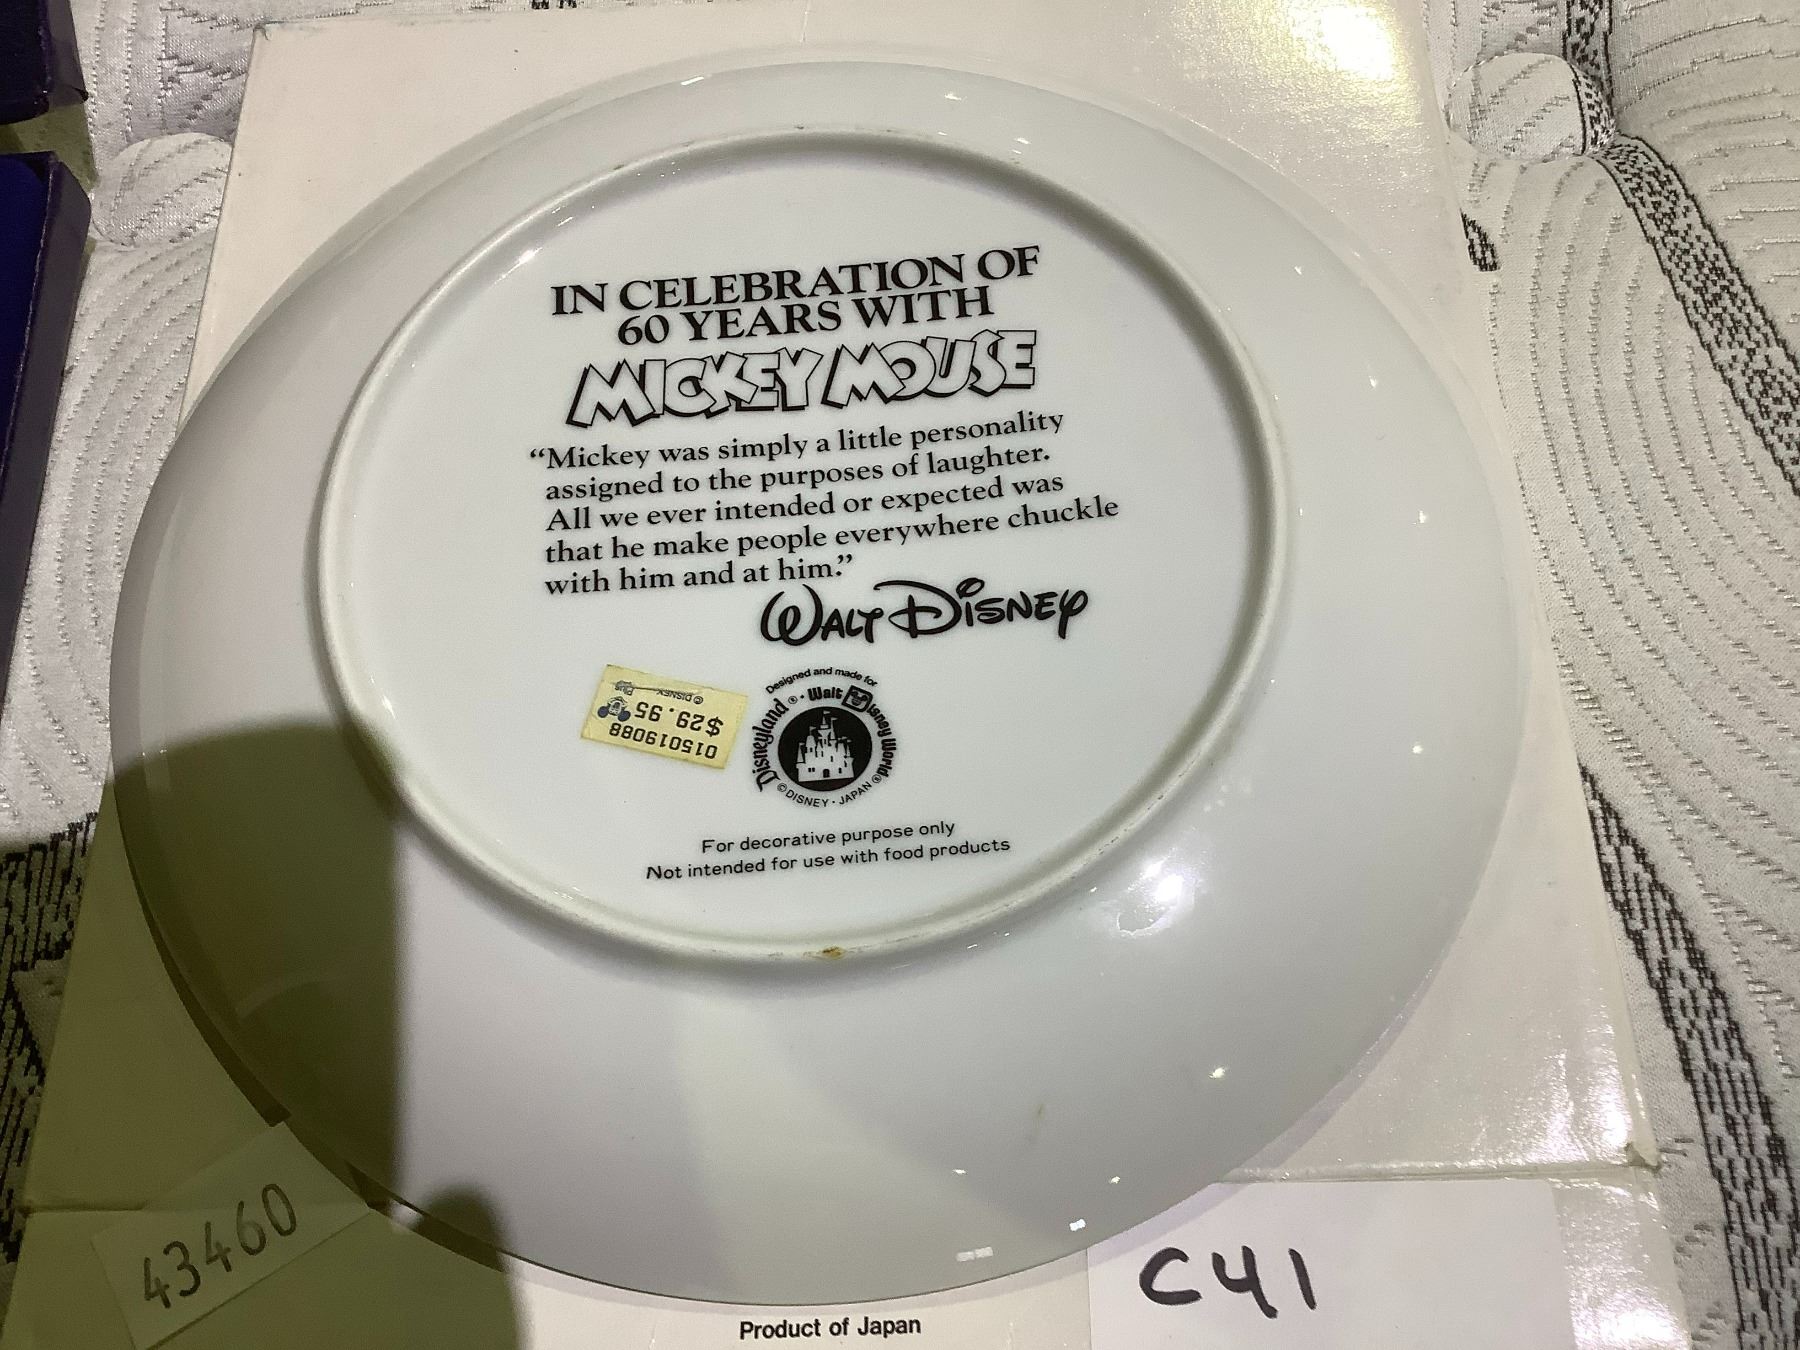 IN CELEBRATION OF
60 YEARS WITH
MICKEY MOUSE
“Mickey was simply a little personality
assigned to the purposes of laughter.
All we ever intended or expected was
that he make people everywhere chuckle
with him and at him.”
WALT DISNEY
015019088
$29.95
© DISNEY
Designed and made for
Disneyland® · Walt Disney World®
© DISNEY · JAPAN
For decorative purpose only
Not intended for use with food products
43460
C41
Product of Japan